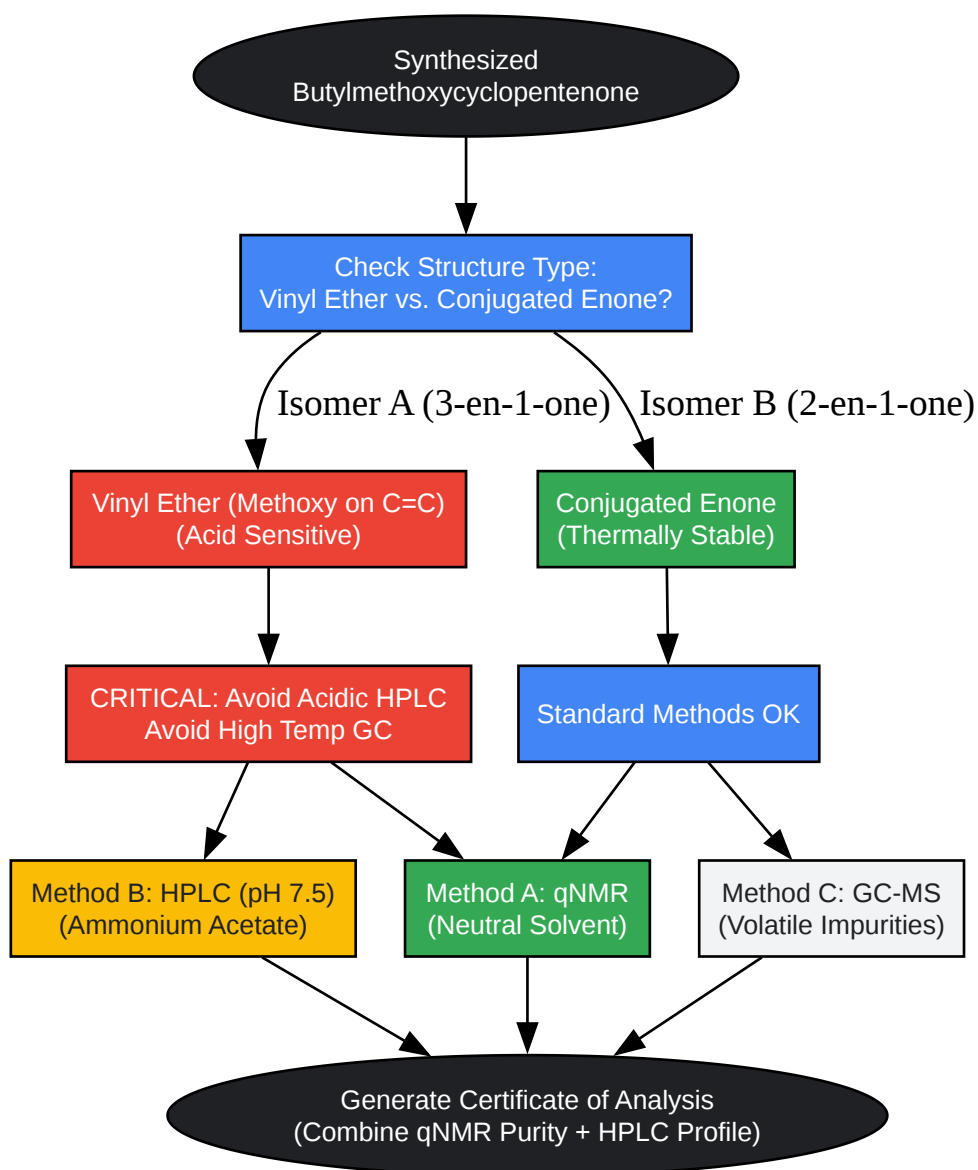 Synthesized
Butylmethoxycyclopentenone
Check Structure Type:
Vinyl Ether vs. Conjugated Enone?
Isomer A (3-en-1-one)
Isomer B (2-en-1-one)
Vinyl Ether (Methoxy on C=C)
(Acid Sensitive)
Conjugated Enone
(Thermally Stable)
CRITICAL: Avoid Acidic HPLC
Avoid High Temp GC
Standard Methods OK
Method B: HPLC (pH 7.5)
(Ammonium Acetate)
Method A: qNMR
(Neutral Solvent)
Method C: GC-MS
(Volatile Impurities)
Generate Certificate of Analysis
(Combine qNMR Purity + HPLC Profile)